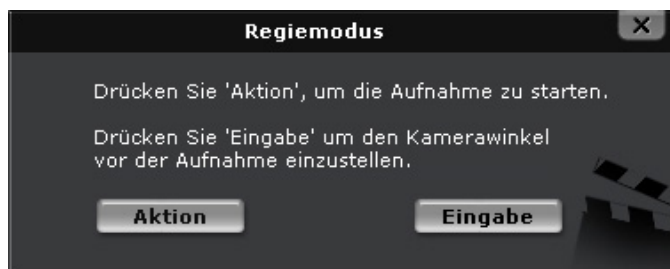 Regiemodus
Drücken Sie 'Aktion', um die Aufnahme zu starten.
Drücken Sie 'Eingabe' um den Kamerawinkel
vor der Aufnahme einzustellen.
Aktion
Eingabe